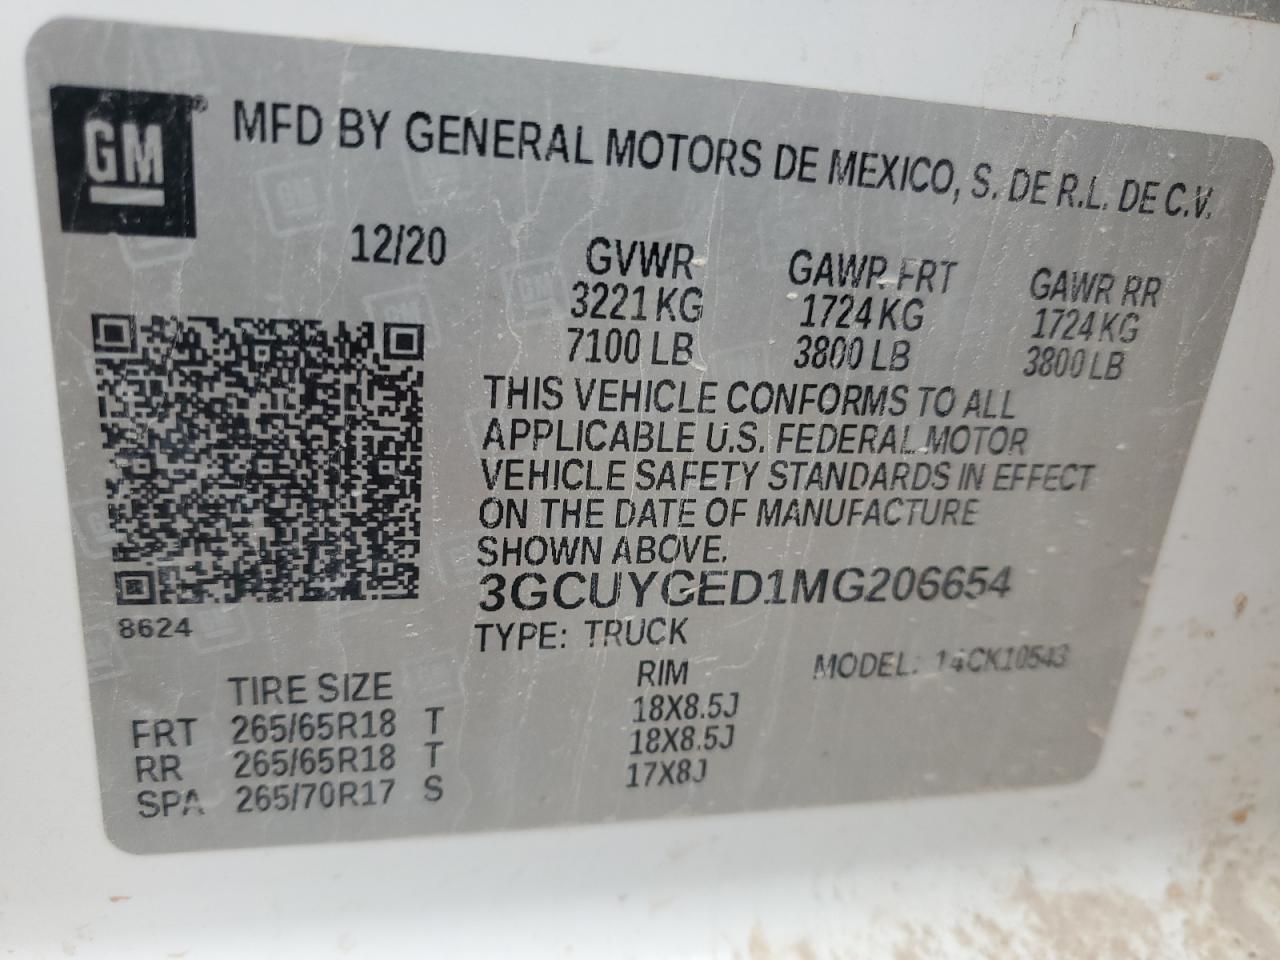 GM ® MFD BY GENERAL MOTORS DE MEXICO, S. DE R.L. DE C.V.
12/20 GVWR GAWR FRT GAWR RR
3221 KG 1724 KG 1724 KG
7100 LB 3800 LB 3800 LB
THIS VEHICLE CONFORMS TO ALL
APPLICABLE U.S. FEDERAL MOTOR
VEHICLE SAFETY STANDARDS IN EFFECT
ON THE DATE OF MANUFACTURE
SHOWN ABOVE.
3GCUYGED1MG206654
8624 TYPE: TRUCK
TIRE SIZE RIM MODEL: 14CK10543
FRT 265/65R18 T 18X8.5J
RR 265/65R18 T 18X8.5J
SPA 265/70R17 S 17X8J